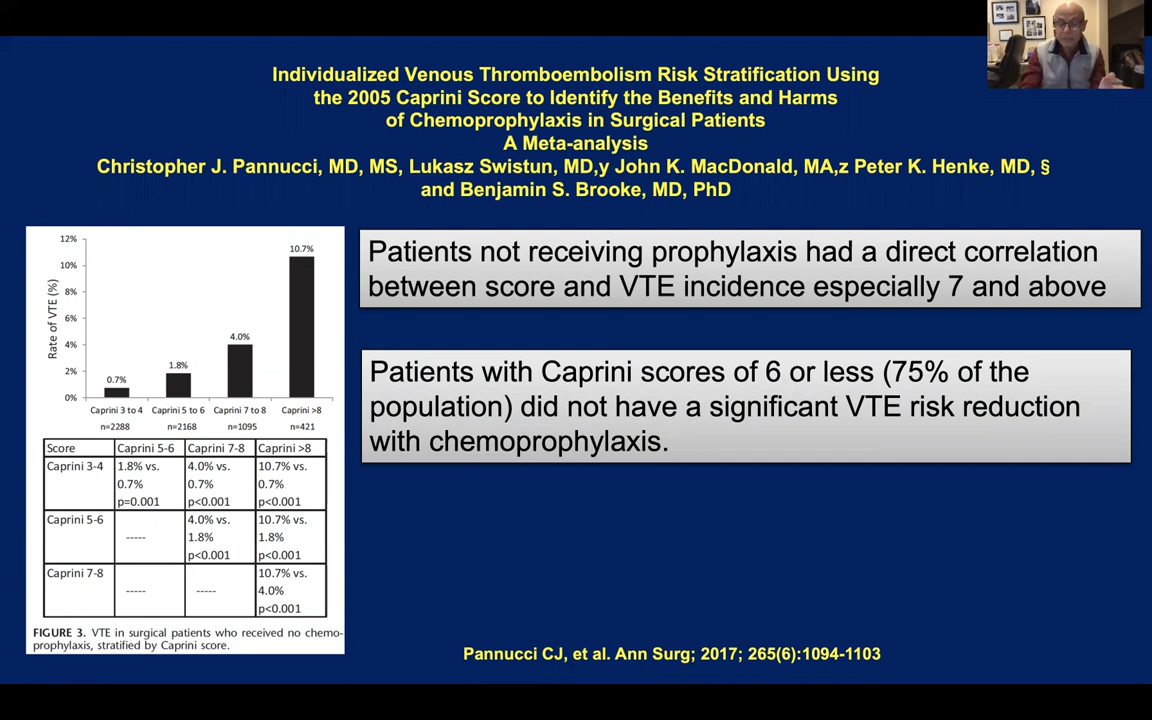 Individualized Venous Thromboembolism Risk Stratification Using
the 2005 Caprini Score to Identify the Benefits and Harms
of Chemoprophylaxis in Surgical Patients
A Meta-analysis
Christopher J. Pannucci, MD, MS, Lukasz Swistun, MD,y John K. MacDonald, MA,z Peter K. Henke, MD, §
and Benjamin S. Brooke, MD, PhD
12%
10%
8%
6%
4%
2%
0%
Rate of VTE (%)
0.7%
1.8%
4.0%
10.7%
Caprini 3 to 4 Caprini 5 to 6 Caprini 7 to 8 Caprini >8
n=2288 n=2168 n=1095 n=421
Score Caprini 5-6 Caprini 7-8 Caprini >8
Caprini 3-4 1.8% vs. 4.0% vs. 10.7% vs.
0.7% 0.7% 0.7%
p=0.001 p<0.001 p<0.001
Caprini 5-6 4.0% vs. 10.7% vs.
----- 1.8% 1.8%
p<0.001 p<0.001
Caprini 7-8 10.7% vs.
----- ----- 4.0%
p<0.001
FIGURE 3. VTE in surgical patients who received no chemo-
prophylaxis, stratified by Caprini score.
Patients not receiving prophylaxis had a direct correlation
between score and VTE incidence especially 7 and above
Patients with Caprini scores of 6 or less (75% of the
population) did not have a significant VTE risk reduction
with chemoprophylaxis.
Pannucci CJ, et al. Ann Surg; 2017; 265(6):1094-1103